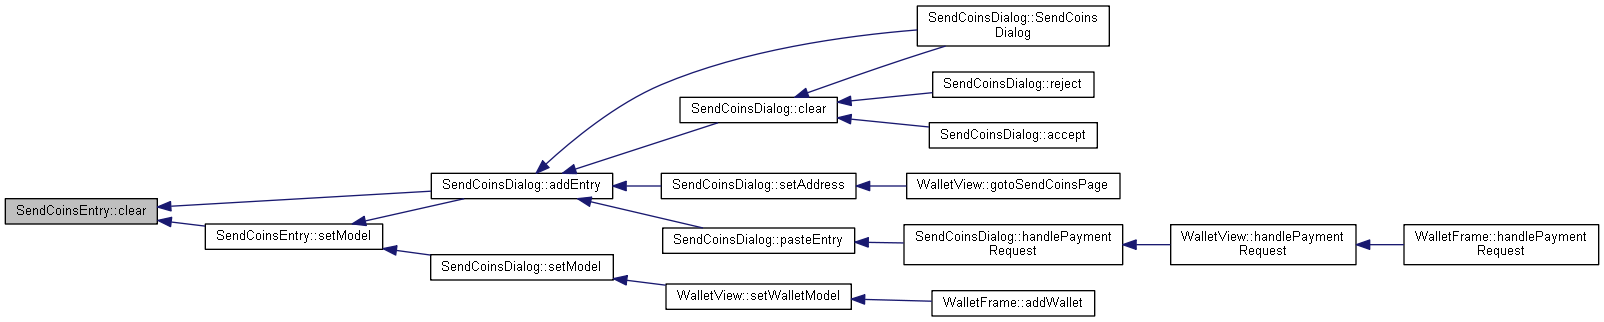 SendCoinsDialog::SendCoins
Dialog
SendCoinsDialog::reject
SendCoinsDialog::clear
SendCoinsDialog::accept
SendCoinsDialog::addEntry
SendCoinsDialog::setAddress
WalletView::gotoSendCoinsPage
SendCoinsEntry::clear
SendCoinsEntry::setModel
SendCoinsDialog::pasteEntry
SendCoinsDialog::handlePayment
Request
WalletView::handlePayment
Request
WalletFrame::handlePayment
Request
SendCoinsDialog::setModel
WalletView::setWalletModel
WalletFrame::addWallet